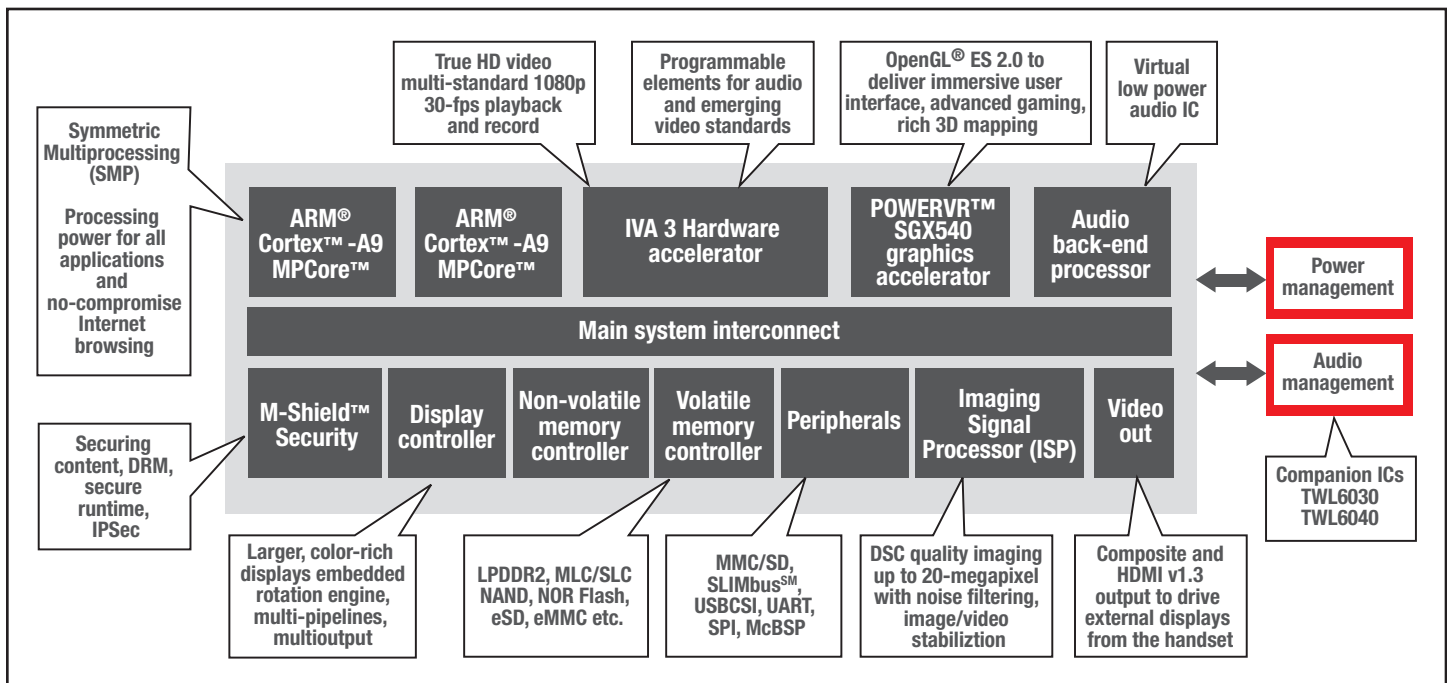 True HD video
multi-standard 1080p
30-fps playback
and record
Programmable
elements for audio
and emerging
video standards
OpenGL® ES 2.0 to
deliver immersive user
interface, advanced gaming,
rich 3D mapping
Virtual
low power
audio IC
Symmetric
Multiprocessing
(SMP)
Processing
power for all
applications
and
no-compromise
Internet
browsing
ARM®
Cortex™-A9
MPCore™
ARM®
Cortex™-A9
MPCore™
IVA 3 Hardware
accelerator
POWERVR™
SGX540
graphics
accelerator
Audio
back-end
processor
Power
management
Main system interconnect
Audio
management
M-Shield™
Security
Display
controller
Non-volatile
memory
controller
Volatile
memory
controller
Peripherals
Imaging
Signal
Processor (ISP)
Video
out
Securing
content, DRM,
secure
runtime,
IPSec
Companion ICs
TWL6030
TWL6040
Larger, color-rich
displays embedded
rotation engine,
multi-pipelines,
multioutput
LPDDR2, MLC/SLC
NAND, NOR Flash,
eSD, eMMC etc.
MMC/SD,
SLIMbus℠,
USBCSI, UART,
SPI, McBSP
DSC quality imaging
up to 20-megapixel
with noise filtering,
image/video
stabiliztion
Composite and
HDMI v1.3
output to drive
external displays
from the handset